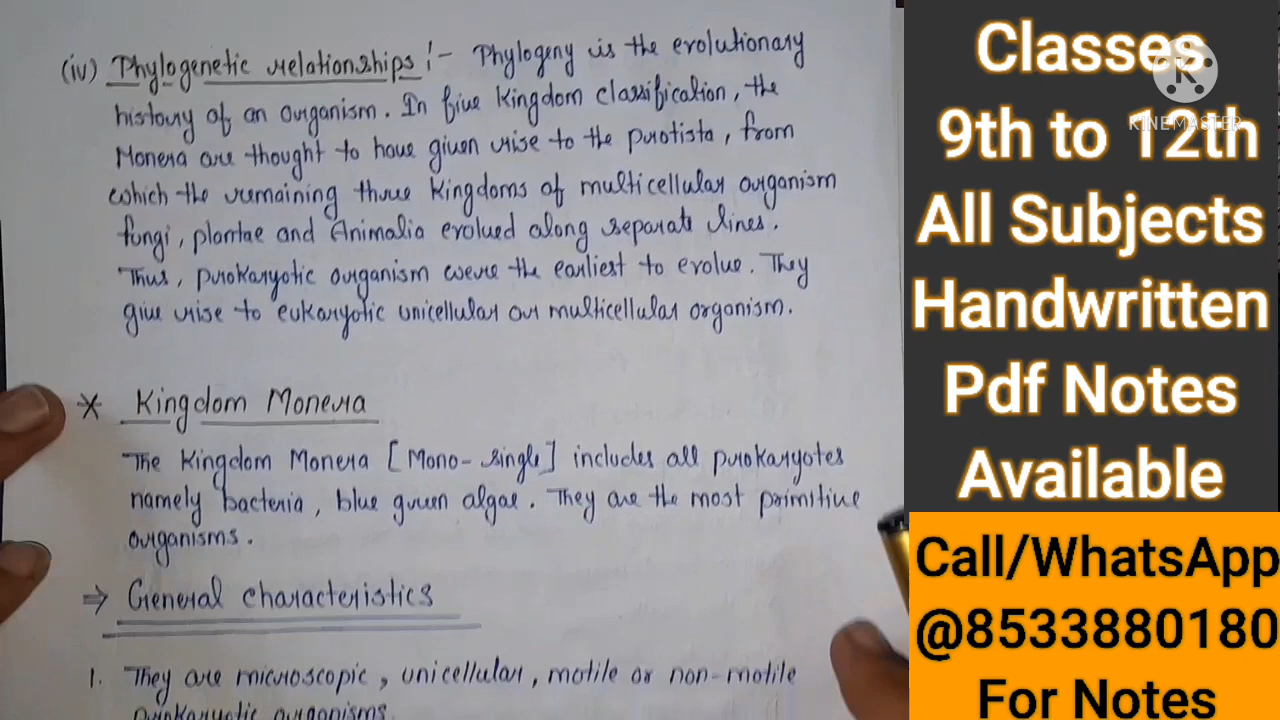 (iv) Phylogenetic relationships :- Phylogeny is the evolutionary
history of an organism. In five Kingdom classification, the
Monera are thought to have given rise to the protista, from
which the remaining three Kingdoms of multicellular organism
fungi, plantae and Animalia evolved along separate lines.
Thus, prokaryotic organism were the earliest to evolve. They
give rise to eukaryotic unicellular or multicellular organism.
* Kingdom Monera
The Kingdom Monera [Mono- single] includes all prokaryotes
namely bacteria, blue green algae. They are the most primitive
organisms.
⇒ General characteristics
1. They are microscopic, unicellular, motile or non-motile
prokaryotic organisms.
Classes
9th to 12th
All Subjects
Handwritten
Pdf Notes
Available
Call/WhatsApp
@8533880180
For Notes
K
KINEMASTER